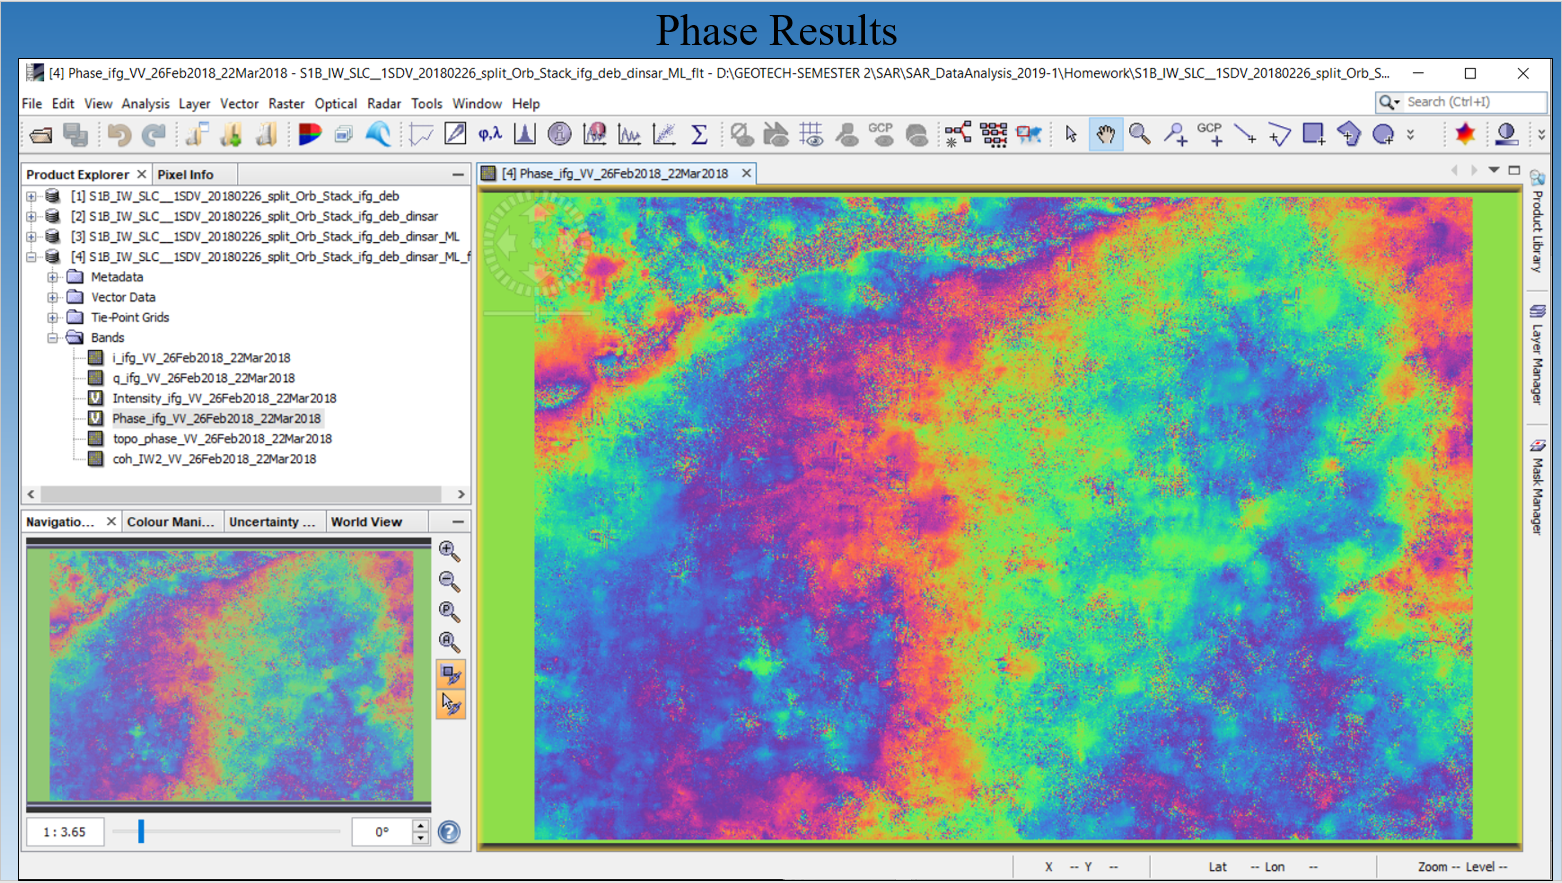 Phase Results
[4] Phase_ifg_VV_26Feb2018_22Mar2018 - S1B_IW_SLC__1SDV_20180226_split_Orb_Stack_ifg_deb_dinsar_ML_flt - D:\GEOTECH-SEMESTER 2\SAR\SAR_DataAnalysis_2019-1\Homework\S1B_IW_SLC__1SDV_20180226_split_Orb_S...
File Edit View Analysis Layer Vector Raster Optical Radar Tools Window Help
Search (Ctrl+I)
φ,λ Σ GCP GCP
Product Explorer Pixel Info
[4] Phase_ifg_VV_26Feb2018_22Mar2018
[1] S1B_IW_SLC__1SDV_20180226_split_Orb_Stack_ifg_deb
[2] S1B_IW_SLC__1SDV_20180226_split_Orb_Stack_ifg_deb_dinsar
[3] S1B_IW_SLC__1SDV_20180226_split_Orb_Stack_ifg_deb_dinsar_ML
[4] S1B_IW_SLC__1SDV_20180226_split_Orb_Stack_ifg_deb_dinsar_ML_f
Metadata
Vector Data
Tie-Point Grids
Bands
i_ifg_VV_26Feb2018_22Mar2018
q_ifg_VV_26Feb2018_22Mar2018
Intensity_ifg_VV_26Feb2018_22Mar2018
Phase_ifg_VV_26Feb2018_22Mar2018
topo_phase_VV_26Feb2018_22Mar2018
coh_IW2_VV_26Feb2018_22Mar2018
Navigatio... Colour Mani... Uncertainty ... World View
1 : 3.65
0°
Product Library
Layer Manager
Mask Manager
X -- Y -- Lat -- Lon -- Zoom -- Level --